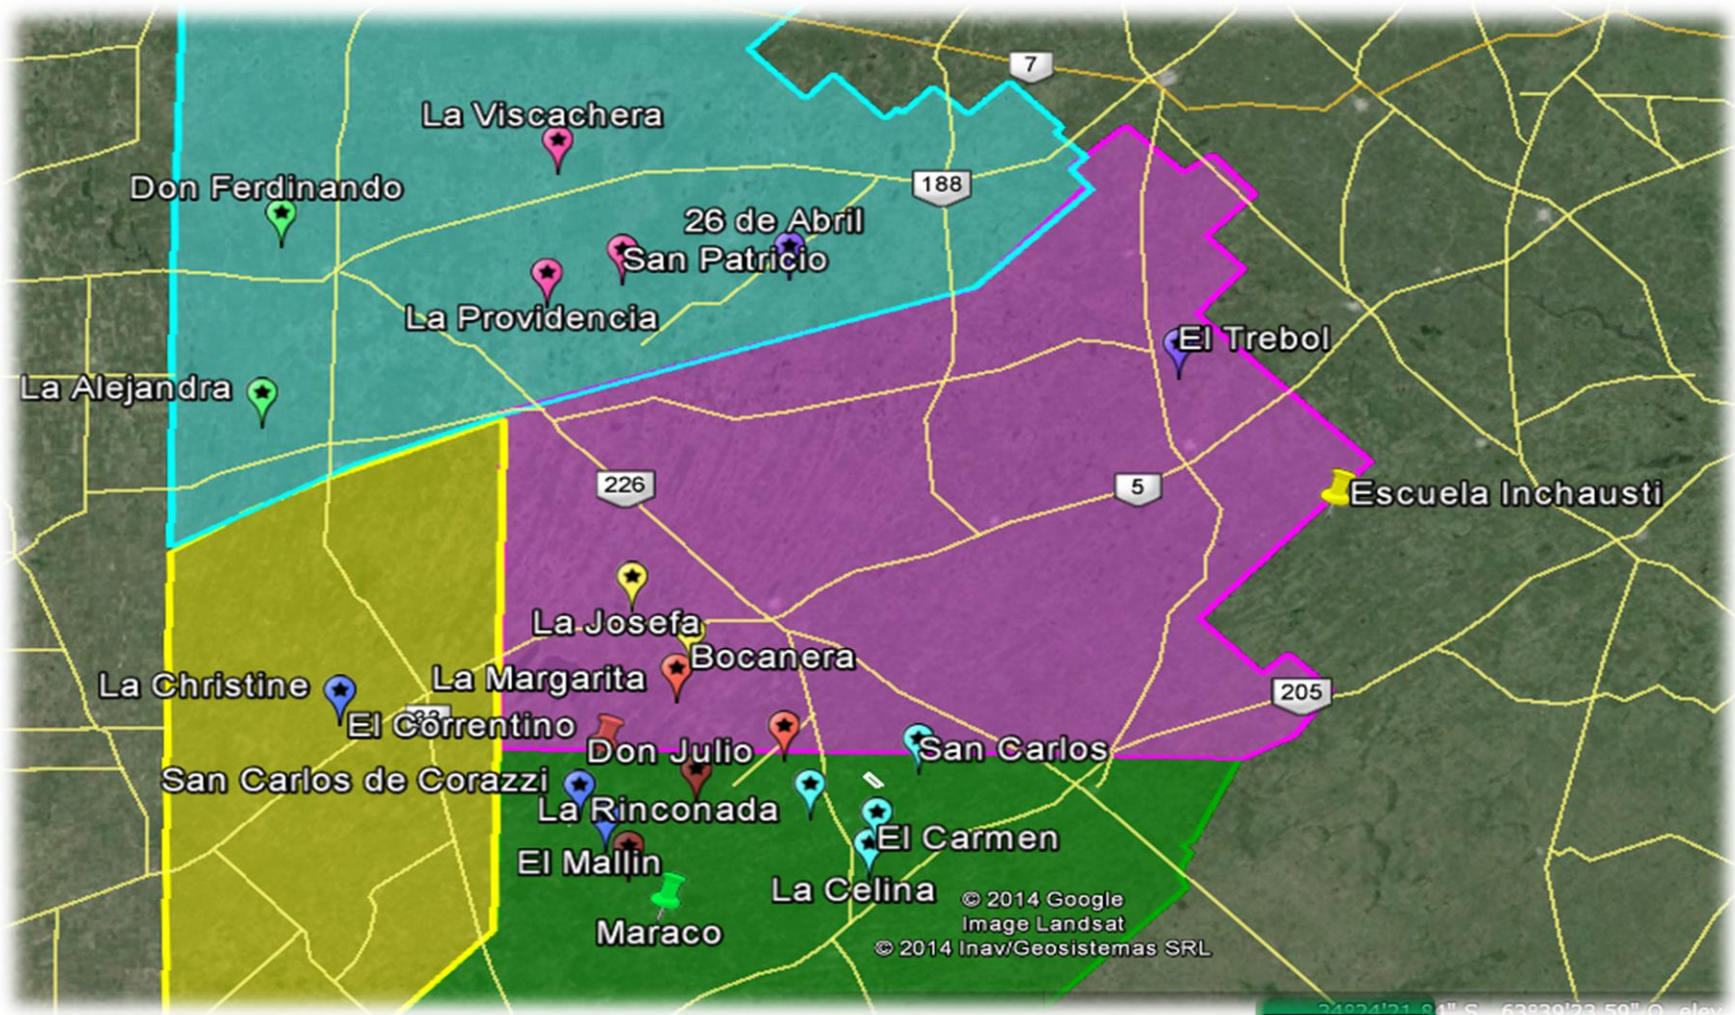 7
La Viscachera
Don Ferdinando
188
26 de Abril
San Patricio
La Providencia
El Trebol
La Alejandra
226
5
Escuela Inchausti
La Josefa
Bocanera
La Margarita
La Christine
205
El Correntino
Don Julio
San Carlos
San Carlos de Corazzi
La Rinconada
El Carmen
El Mallin
La Celina
Maraco
© 2014 Google
Image Landsat
© 2014 Inav/Geosistemas SRL